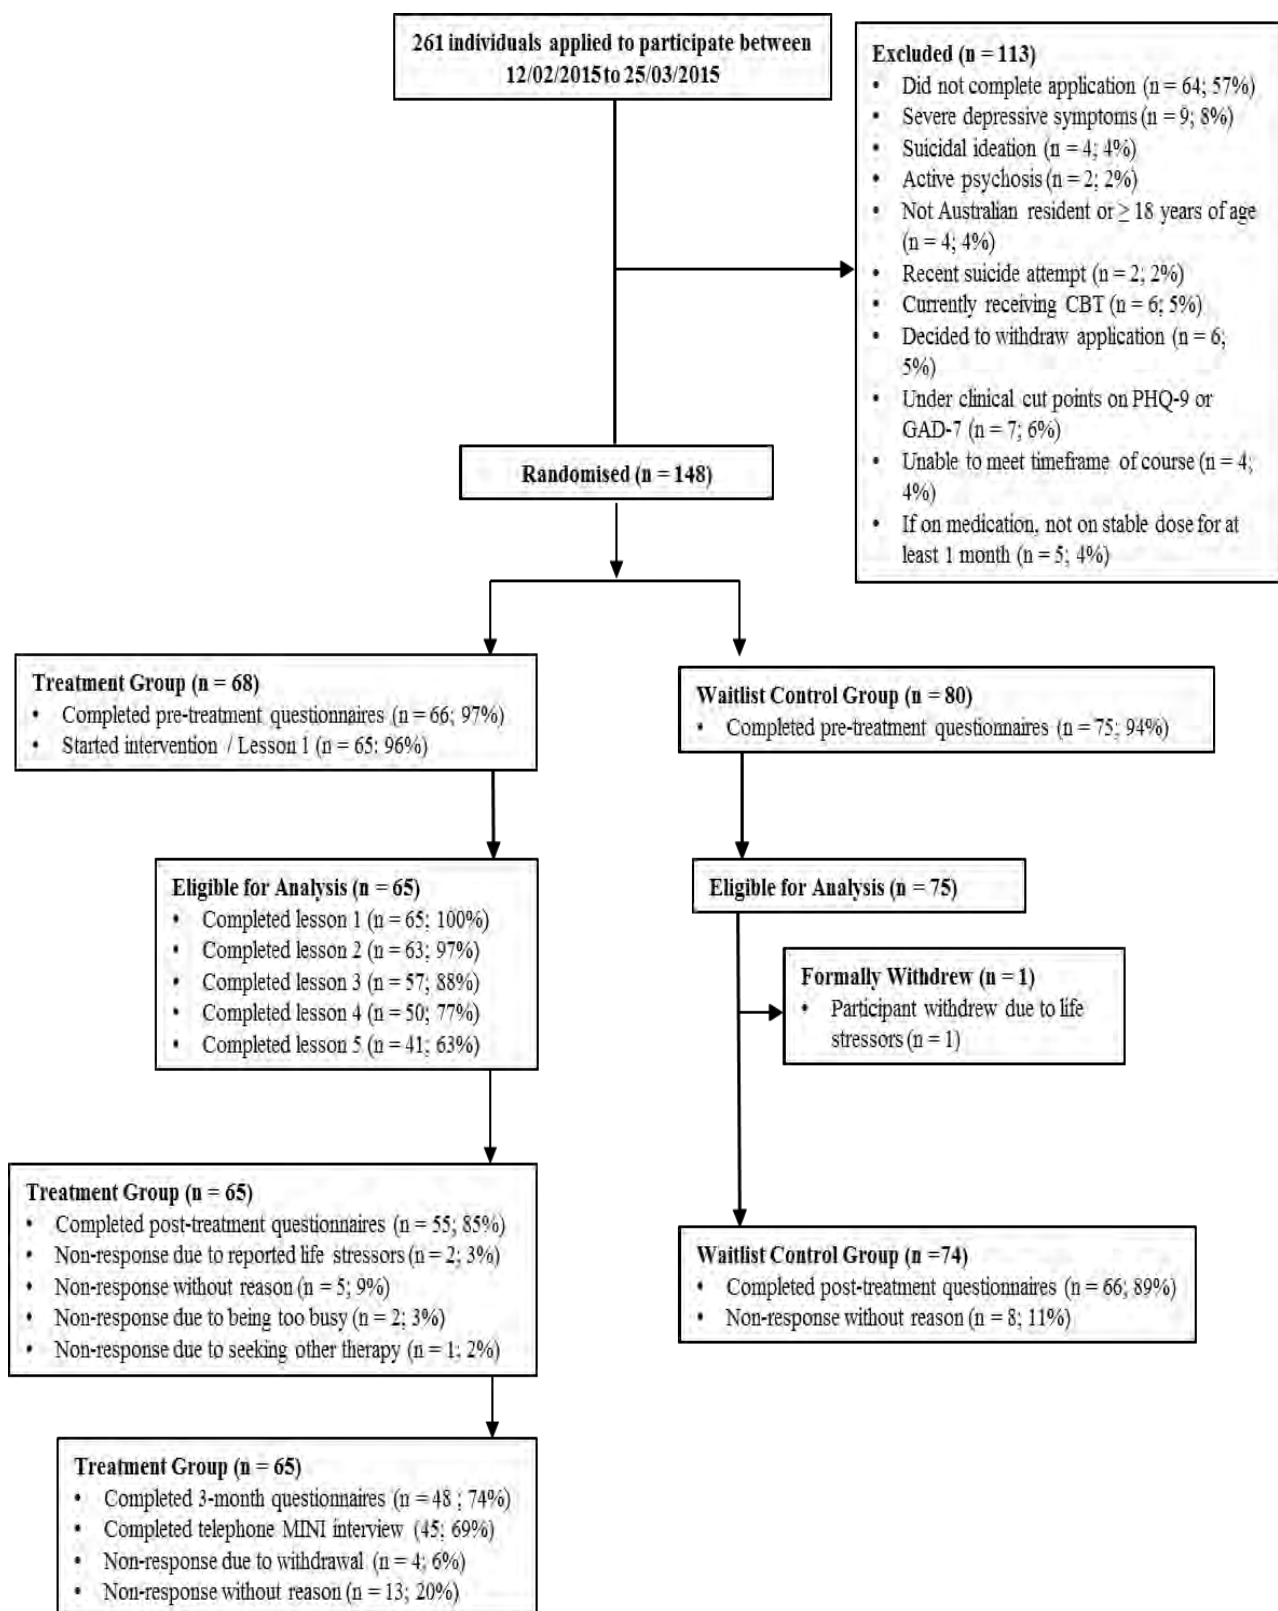 261 individuals applied to participate between
12/02/2015 to 25/03/2015
Excluded (n = 113)
• Did not complete application (n = 64; 57%)
• Severe depressive symptoms (n = 9; 8%)
• Suicidal ideation (n = 4; 4%)
• Active psychosis (n = 2; 2%)
• Not Australian resident or ≥ 18 years of age
(n = 4; 4%)
• Recent suicide attempt (n = 2; 2%)
• Currently receiving CBT (n = 6; 5%)
• Decided to withdraw application (n = 6;
5%)
• Under clinical cut points on PHQ-9 or
GAD-7 (n = 7; 6%)
• Unable to meet timeframe of course (n = 4;
4%)
• If on medication, not on stable dose for at
least 1 month (n = 5; 4%)
Randomised (n = 148)
Treatment Group (n = 68)
• Completed pre-treatment questionnaires (n = 66; 97%)
• Started intervention / Lesson 1 (n = 65; 96%)
Waitlist Control Group (n = 80)
• Completed pre-treatment questionnaires (n = 75; 94%)
Eligible for Analysis (n = 65)
• Completed lesson 1 (n = 65; 100%)
• Completed lesson 2 (n = 63; 97%)
• Completed lesson 3 (n = 57; 88%)
• Completed lesson 4 (n = 50; 77%)
• Completed lesson 5 (n = 41; 63%)
Eligible for Analysis (n = 75)
Formally Withdrew (n = 1)
• Participant withdrew due to life
stressors (n = 1)
Treatment Group (n = 65)
• Completed post-treatment questionnaires (n = 55; 85%)
• Non-response due to reported life stressors (n = 2; 3%)
• Non-response without reason (n = 5; 9%)
• Non-response due to being too busy (n = 2; 3%)
• Non-response due to seeking other therapy (n = 1; 2%)
Waitlist Control Group (n =74)
• Completed post-treatment questionnaires (n = 66; 89%)
• Non-response without reason (n = 8; 11%)
Treatment Group (n = 65)
• Completed 3-month questionnaires (n = 48 ; 74%)
• Completed telephone MINI interview (45; 69%)
• Non-response due to withdrawal (n = 4; 6%)
• Non-response without reason (n = 13; 20%)